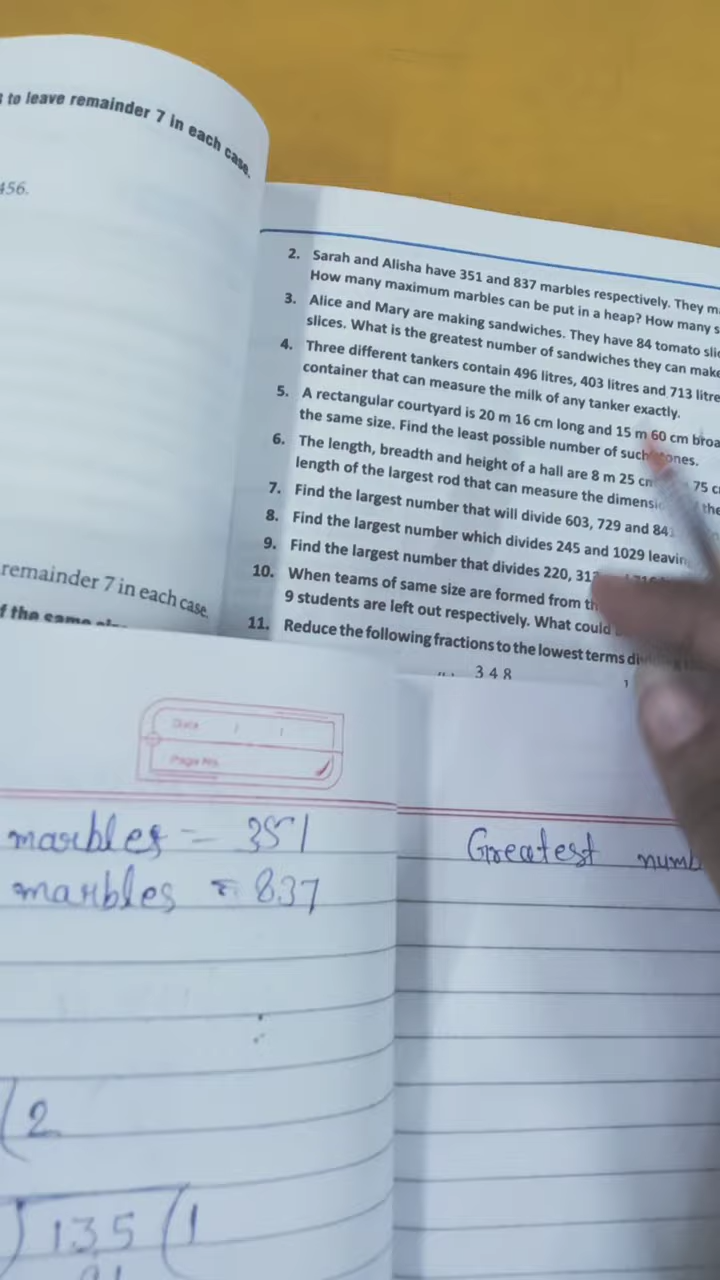 to leave remainder 7 in each case.
456.
2. Sarah and Alisha have 351 and 837 marbles respectively. They
How many maximum marbles can be put in a heap? How many
3. Alice and Mary are making sandwiches. They have 84 tomato
slices. What is the greatest number of sandwiches they can make
4. Three different tankers contain 496 litres, 403 litres and 713
container that can measure the milk of any tanker exactly.
5. A rectangular courtyard is 20 m 16 cm long and 15 m 60 cm
the same size. Find the least possible number of such
6. The length, breadth and height of a hall are 8 m 25 75
length of the largest rod that can measure the
7. Find the largest number that will divide 603, 729 and
8. Find the largest number which divides 245 and 1029
9. Find the largest number that divides 220,
10. When teams of same size are formed from
9 students are left out respectively. What could
11. Reduce the following fractions to the lowest terms
348
remainder 7 in each case.
of the same
Date / /
Page No.
marbles = 351
marbles = 837
(2
) 135 (1
Greatest